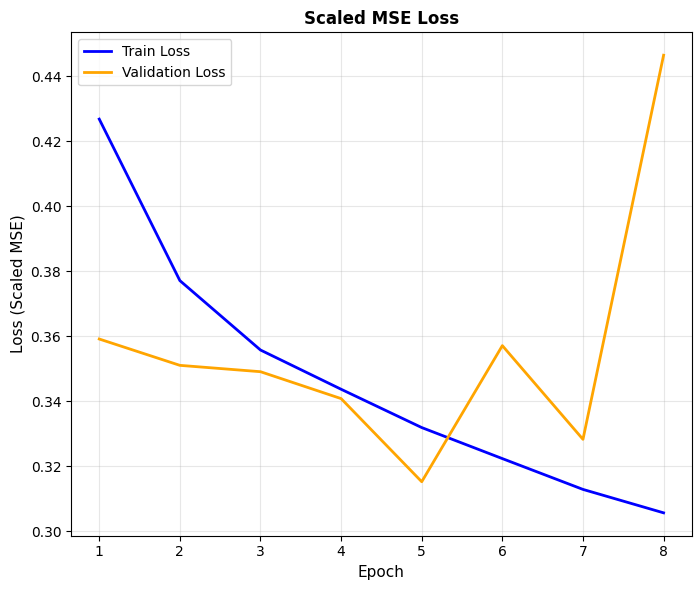 Scaled MSE Loss
Train Loss
Validation Loss
Loss (Scaled MSE)
0.44
0.42
0.40
0.38
0.36
0.34
0.32
0.30
1 2 3 4 5 6 7 8
Epoch